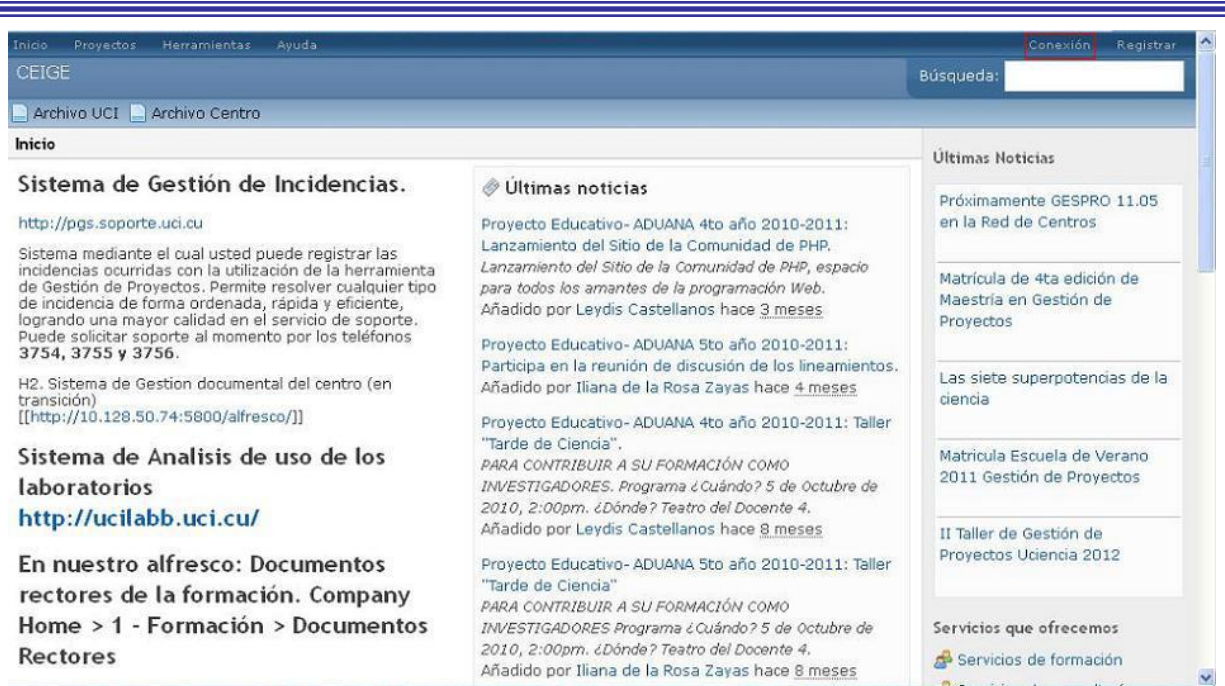 Inicio Proyectos Herramientas Ayuda Conexión Registrar
CEIGE
Búsqueda:
Archivo UCI Archivo Centro
Inicio
Sistema de Gestión de Incidencias.
http://pgs.soporte.uci.cu
Sistema mediante el cual usted puede registrar las
incidencias ocurridas con la utilización de la herramienta
de Gestión de Proyectos. Permite resolver cualquier tipo
de incidencia de forma ordenada, rápida y eficiente,
logrando una mayor calidad en el servicio de soporte.
Puede solicitar soporte al momento por los teléfonos
3754, 3755 y 3756.
H2. Sistema de Gestion documental del centro (en
transición)
[[http://10.128.50.74:5800/alfresco/]]
Sistema de Analisis de uso de los
laboratorios
http://ucilabb.uci.cu/
En nuestro alfresco: Documentos
rectores de la formación. Company
Home > 1 - Formación > Documentos
Rectores
Últimas noticias
Proyecto Educativo- ADUANA 4to año 2010-2011:
Lanzamiento del Sitio de la Comunidad de PHP.
Lanzamiento del Sitio de la Comunidad de PHP, espacio
para todos los amantes de la programación Web.
Añadido por Leydis Castellanos hace 3 meses
Proyecto Educativo- ADUANA 5to año 2010-2011:
Participa en la reunión de discusión de los lineamientos.
Añadido por Iliana de la Rosa Zayas hace 4 meses
Proyecto Educativo- ADUANA 4to año 2010-2011: Taller
"Tarde de Ciencia".
PARA CONTRIBUIR A SU FORMACIÓN COMO
INVESTIGADORES. Programa ¿Cuándo? 5 de Octubre de
2010, 2:00pm. ¿Dónde? Teatro del Docente 4.
Añadido por Leydis Castellanos hace 8 meses
Proyecto Educativo- ADUANA 5to año 2010-2011: Taller
"Tarde de Ciencia"
PARA CONTRIBUIR A SU FORMACIÓN COMO
INVESTIGADORES Programa ¿Cuándo? 5 de Octubre de
2010, 2:00pm. ¿Dónde? Teatro del Docente 4.
Añadido por Iliana de la Rosa Zayas hace 8 meses
Últimas Noticias
Próximamente GESPRO 11.05
en la Red de Centros
Matrícula de 4ta edición de
Maestría en Gestión de
Proyectos
Las siete superpotencias de la
ciencia
Matricula Escuela de Verano
2011 Gestión de Proyectos
II Taller de Gestión de
Proyectos Uciencia 2012
Servicios que ofrecemos
Servicios de formación